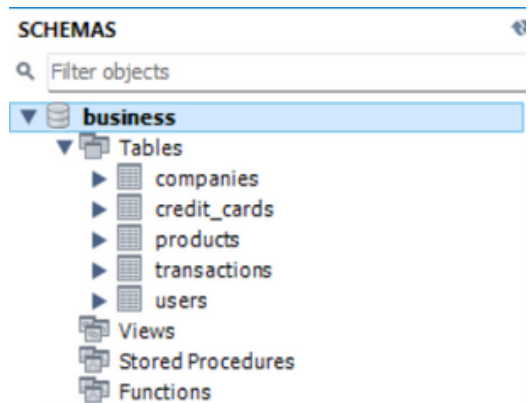 SCHEMAS
Filter objects
business
Tables
companies
credit_cards
products
transactions
users
Views
Stored Procedures
Functions